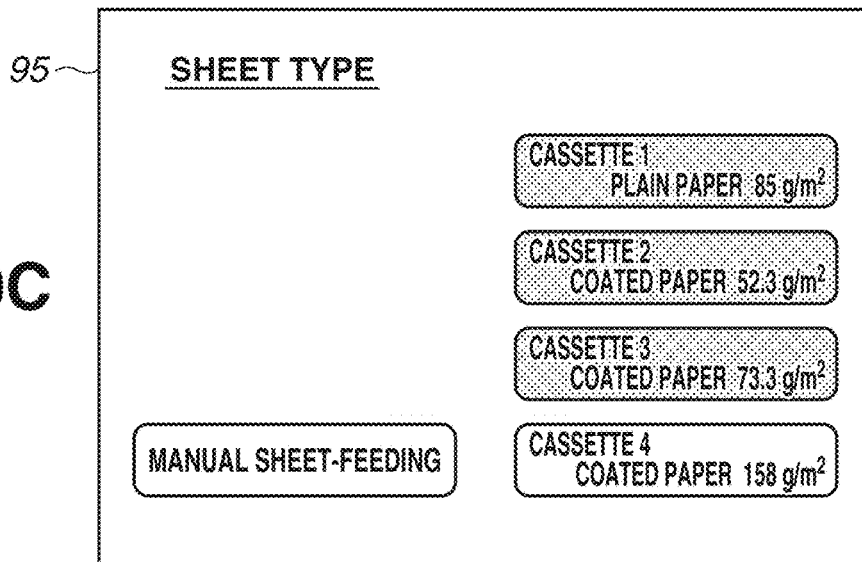 95
SHEET TYPE
CASSETTE 1
PLAIN PAPER 85 g/m²
CASSETTE 2
COATED PAPER 52.3 g/m²
CASSETTE 3
COATED PAPER 73.3 g/m²
MANUAL SHEET-FEEDING
CASSETTE 4
COATED PAPER 158 g/m²